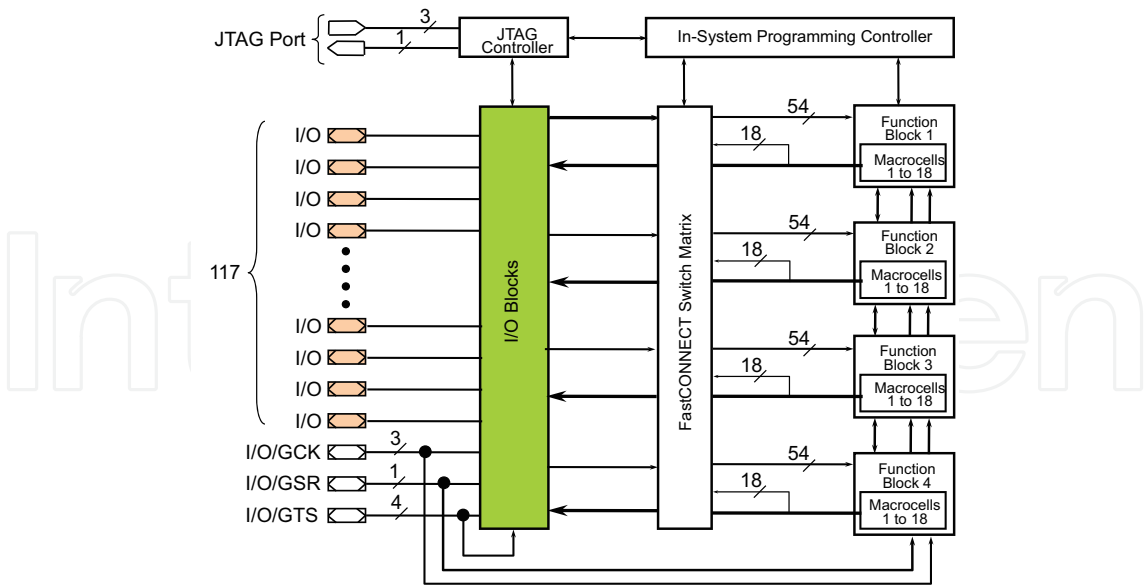 JTAG Port
3
1
JTAG
Controller
In-System Programming Controller
117
I/O
I/O
I/O
I/O
I/O
I/O
I/O
I/O
I/O/GCK
3
I/O/GSR
1
I/O/GTS
4
I/O Blocks
FastCONNECT Switch Matrix
54
18
Function
Block 1
Macrocells
1 to 18
54
18
Function
Block 2
Macrocells
1 to 18
54
18
Function
Block 3
Macrocells
1 to 18
54
18
Function
Block 4
Macrocells
1 to 18